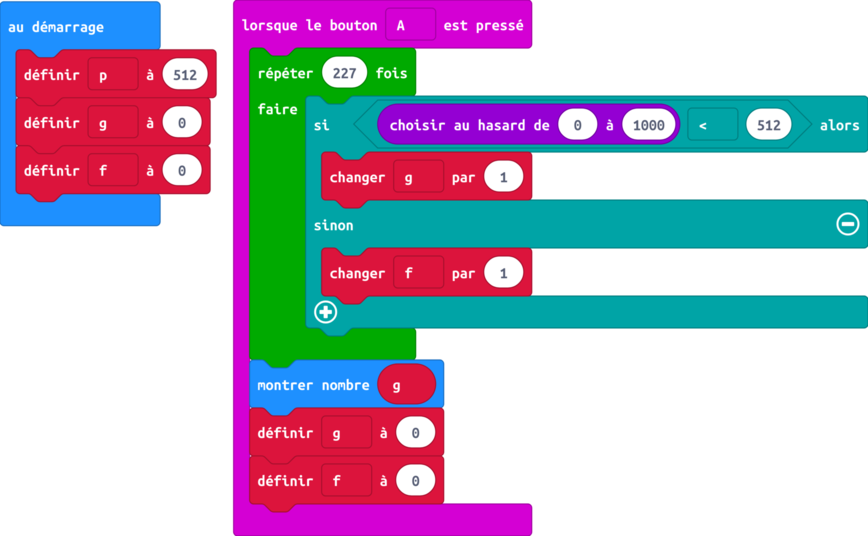 au démarrage
définir p à 512
définir g à 0
définir f à 0
lorsque le bouton A est pressé
répéter 227 fois
faire
si choisir au hasard de 0 à 1000 < 512 alors
changer g par 1
sinon
changer f par 1
montrer nombre g
définir g à 0
définir f à 0